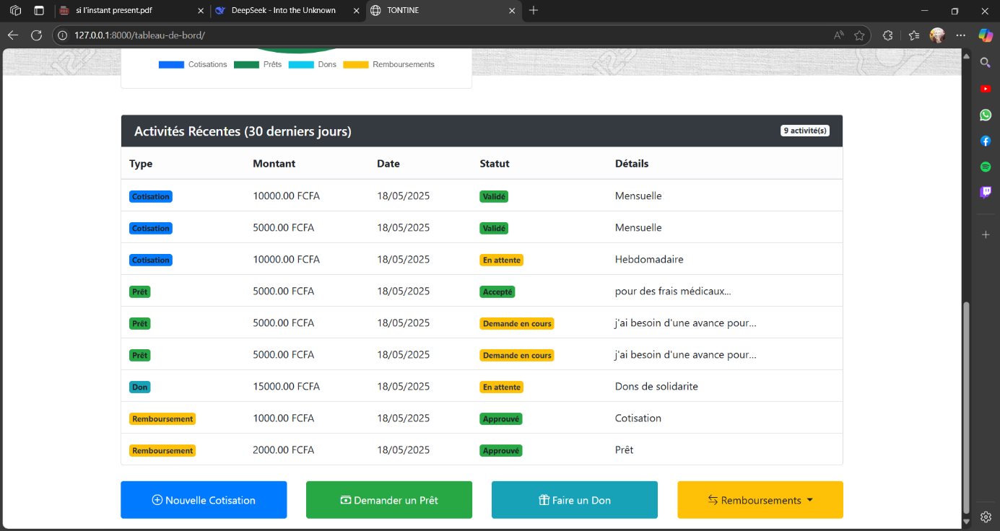 si l'instant present.pdf
DeepSeek - Into the Unknown
TONTINE
127.0.0.1:8000/tableau-de-bord/
Cotisations Prêts Dons Remboursements
Activités Récentes (30 derniers jours) 9 activité(s)
Type Montant Date Statut Détails
Cotisation 10000.00 FCFA 18/05/2025 Validé Mensuelle
Cotisation 5000.00 FCFA 18/05/2025 Validé Mensuelle
Cotisation 10000.00 FCFA 18/05/2025 En attente Hebdomadaire
Prêt 5000.00 FCFA 18/05/2025 Accepté pour des frais médicaux...
Prêt 5000.00 FCFA 18/05/2025 Demande en cours j'ai besoin d'une avance pour...
Prêt 5000.00 FCFA 18/05/2025 Demande en cours j'ai besoin d'une avance pour...
Don 15000.00 FCFA 18/05/2025 En attente Dons de solidarite
Remboursement 1000.00 FCFA 18/05/2025 Approuvé Cotisation
Remboursement 2000.00 FCFA 18/05/2025 Approuvé Prêt
Nouvelle Cotisation Demander un Prêt Faire un Don Remboursements